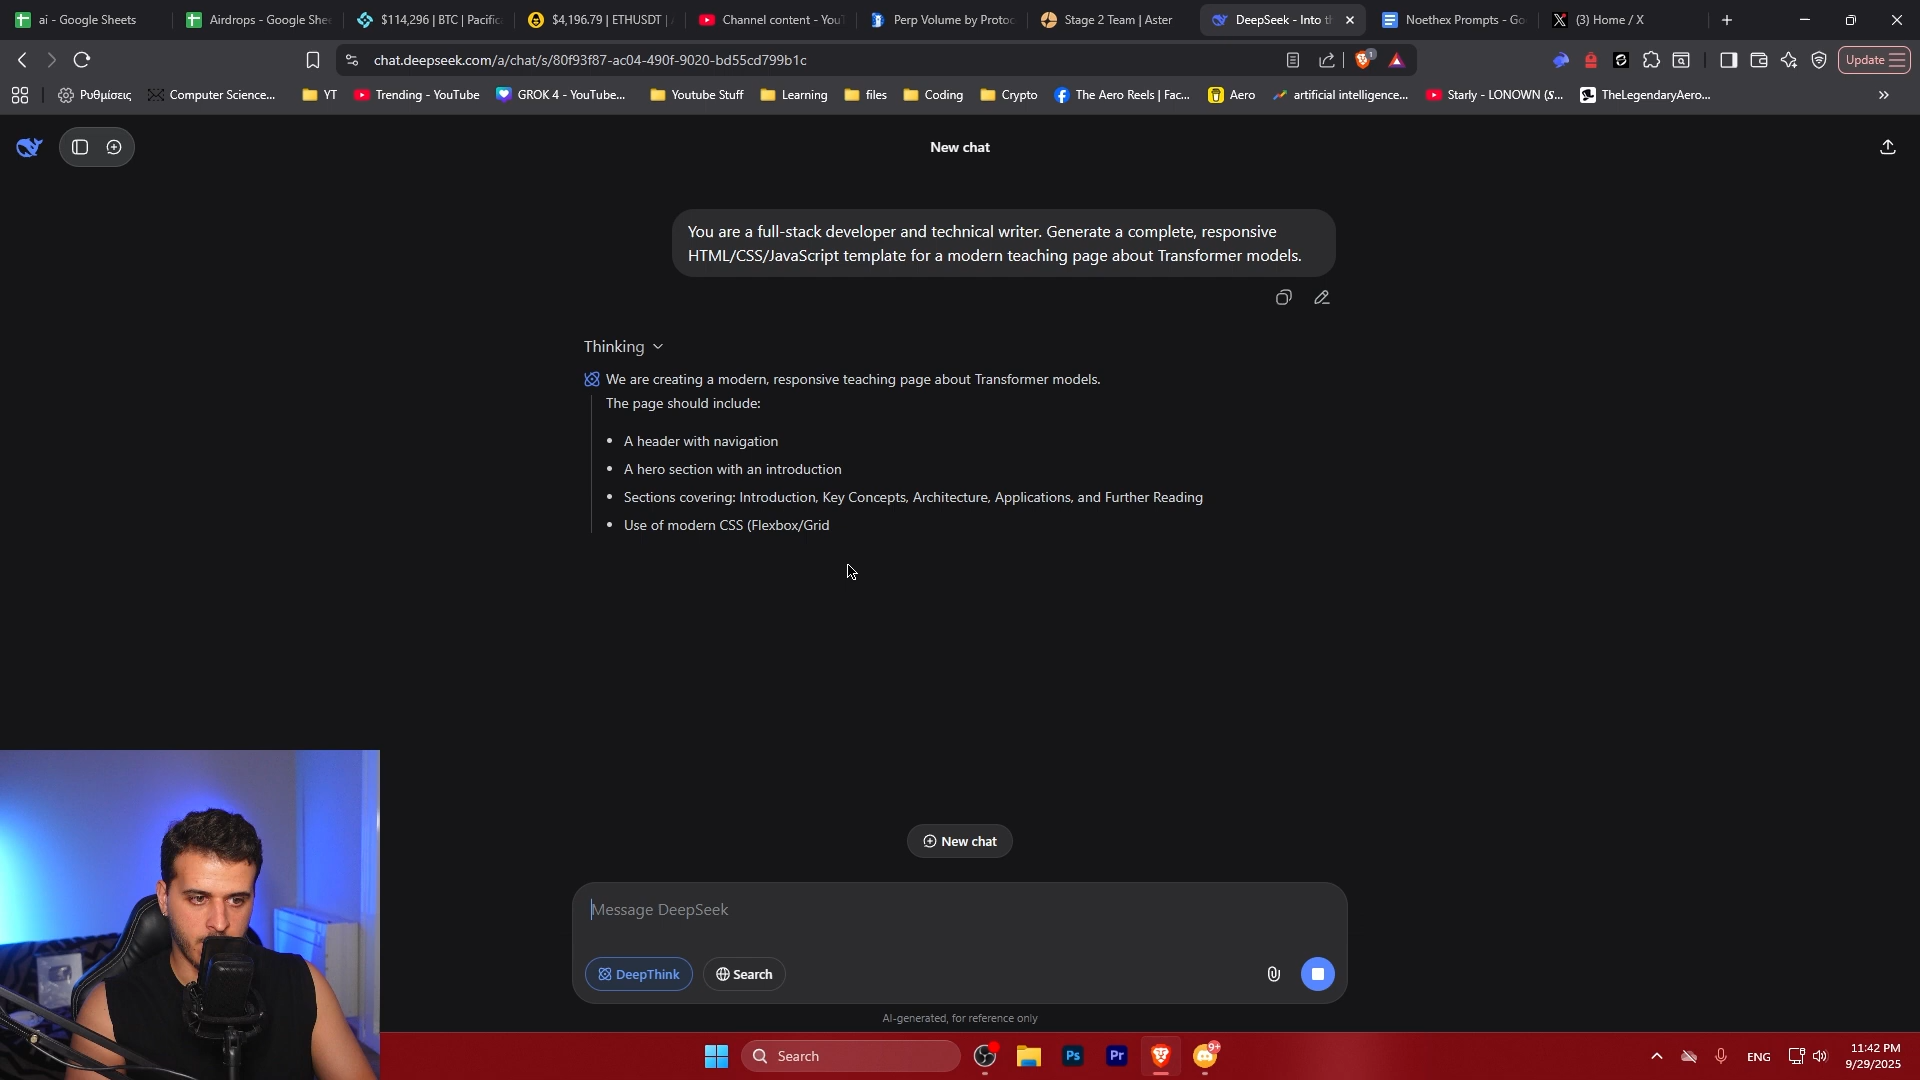 ai - Google Sheets
Airdrops - Google She
$114,296 | BTC | Pacific
$4,196.79 | ETHUSDT |
Channel content - YouT
Perp Volume by Protoc
Stage 2 Team | Aster
DeepSeek - Into th
Noethex Prompts - Go
(3) Home / X
chat.deepseek.com/a/chat/s/80f93f87-ac04-490f-9020-bd55cd799b1c
1
Update
Ρυθμίσεις
Computer Science...
YT
Trending - YouTube
GROK 4 - YouTube...
Youtube Stuff
Learning
files
Coding
Crypto
The Aero Reels | Fac...
Aero
artificial intelligence...
Starly - LONOWN (S...
TheLegendaryAero...
New chat
You are a full-stack developer and technical writer. Generate a complete, responsive
HTML/CSS/JavaScript template for a modern teaching page about Transformer models.
Thinking
We are creating a modern, responsive teaching page about Transformer models.
The page should include:
• A header with navigation
• A hero section with an introduction
• Sections covering: Introduction, Key Concepts, Architecture, Applications, and Further Reading
• Use of modern CSS (Flexbox/Grid
New chat
Message DeepSeek
DeepThink
Search
AI-generated, for reference only
Search
Ps
Pr
9+
ENG
11:42 PM
9/29/2025